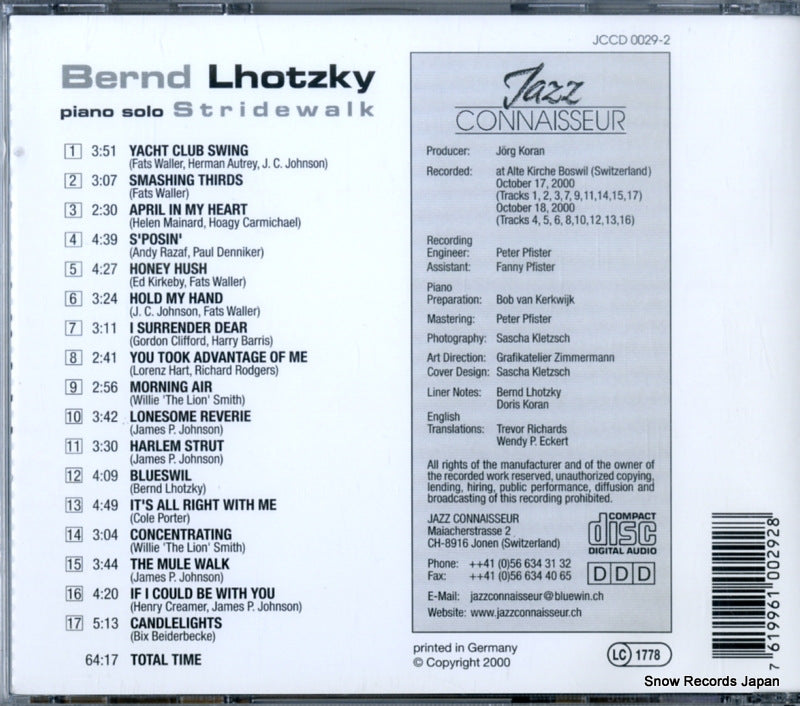 JCCD 0029-2
Bernd Lhotzky
piano solo Stridewalk
1 3:51 YACHT CLUB SWING
(Fats Waller, Herman Autrey, J. C. Johnson)
2 3:07 SMASHING THIRDS
(Fats Waller)
3 2:30 APRIL IN MY HEART
(Helen Mainard, Hoagy Carmichael)
4 4:39 S'POSIN'
(Andy Razaf, Paul Denniker)
5 4:27 HONEY HUSH
(Ed Kirkeby, Fats Waller)
6 3:24 HOLD MY HAND
(J. C. Johnson, Fats Waller)
7 3:11 I SURRENDER DEAR
(Gordon Clifford, Harry Barris)
8 2:41 YOU TOOK ADVANTAGE OF ME
(Lorenz Hart, Richard Rodgers)
9 2:56 MORNING AIR
(Willie 'The Lion' Smith)
10 3:42 LONESOME REVERIE
(James P. Johnson)
11 3:30 HARLEM STRUT
(James P. Johnson)
12 4:09 BLUESWIL
(Bernd Lhotzky)
13 4:49 IT'S ALL RIGHT WITH ME
(Cole Porter)
14 3:04 CONCENTRATING
(Willie 'The Lion' Smith)
15 3:44 THE MULE WALK
(James P. Johnson)
16 4:20 IF I COULD BE WITH YOU
(Henry Creamer, James P. Johnson)
17 5:13 CANDLELIGHTS
(Bix Beiderbecke)
64:17 TOTAL TIME
Jazz
CONNAISSEUR
Producer: Jörg Koran
Recorded: at Alte Kirche Boswil (Switzerland)
October 17, 2000
(Tracks 1, 2, 3, 7, 9,11,14,15,17)
October 18, 2000
(Tracks 4, 5, 6, 8,10,12,13,16)
Recording
Engineer: Peter Pfister
Assistant: Fanny Pfister
Piano
Preparation: Bob van Kerkwijk
Mastering: Peter Pfister
Photography: Sascha Kletzsch
Art Direction: Grafikatelier Zimmermann
Cover Design: Sascha Kletzsch
Liner Notes: Bernd Lhotzky
Doris Koran
English
Translations: Trevor Richards
Wendy P. Eckert
All rights of the manufacturer and of the owner of
the recorded work reserved, unauthorized copying,
lending, hiring, public performance, diffusion and
broadcasting of this recording prohibited.
JAZZ CONNAISSEUR
Maiacherstrasse 2
CH-8916 Jonen (Switzerland)
COMPACT
disc
DIGITAL AUDIO
DDD
Phone: ++41 (0)56 634 31 32
Fax: ++41 (0)56 634 40 65
E-Mail: jazzconnaisseur@bluewin.ch
Website: www.jazzconnaisseur.ch
printed in Germany
© Copyright 2000
LC 1778
7 619961 002928
Snow Records Japan